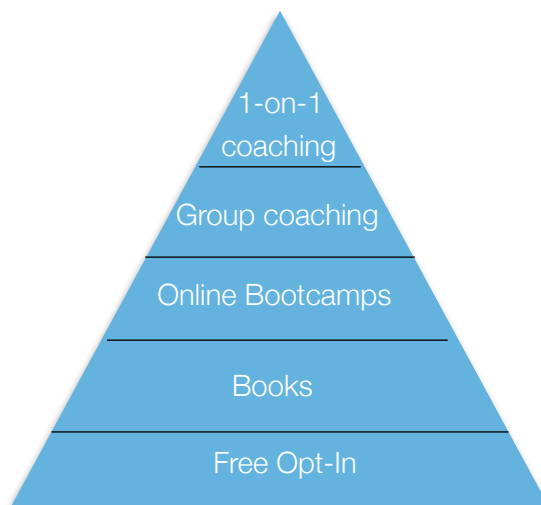 1-on-1
coaching
Group coaching
Online Bootcamps
Books
Free Opt-In